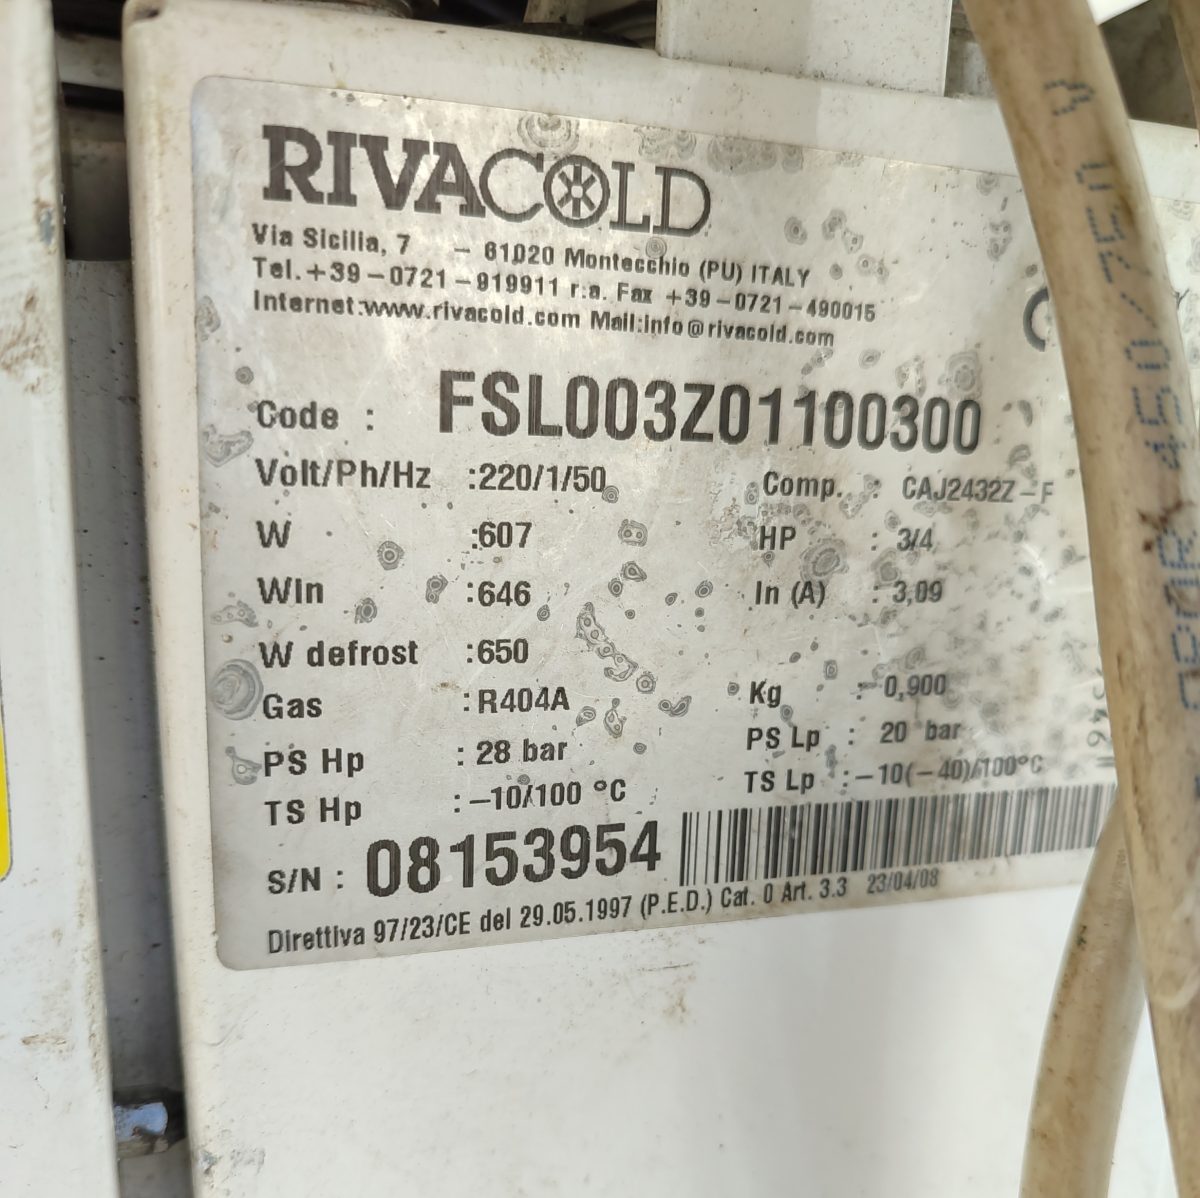 RIVACOLD
Via Sicilia, 7 - 61020 Montecchio (PU) ITALY
Tel.+39-0721-919911 r.a. Fax +39-0721-490015
Internet:www.rivacold.com Mail:info@rivacold.com
Code : FSL003Z01100300
Volt/Ph/Hz :220/1/50 Comp. : CAJ2432Z-F
W :607 HP : 3/4
Win :646 In (A) : 3,09
W defrost :650
Gas :R404A Kg : 0,900
PS Hp : 28 bar PS Lp : 20 bar
TS Hp :-10/100 °C TS Lp :-10(-40)/100°C
S/N : 08153954
Direttiva 97/23/CE del 29.05.1997 (P.E.D.) Cat. 0 Art. 3.3 23/04/08
450/750 V